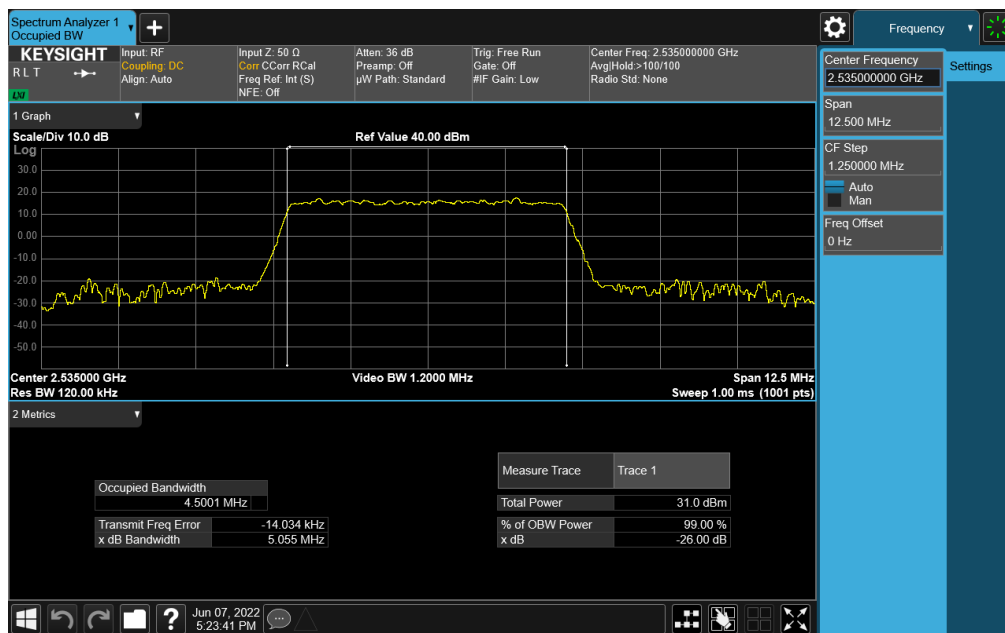 Spectrum Analyzer 1
Occupied BW
Frequency
KEYSIGHT
R L T
LXI
Input: RF
Coupling: DC
Align: Auto
Input Z: 50 Ω
Corr CCorr RCal
Freq Ref: Int (S)
NFE: Off
Atten: 36 dB
Preamp: Off
µW Path: Standard
Trig: Free Run
Gate: Off
#IF Gain: Low
Center Freq: 2.535000000 GHz
Avg|Hold:>100/100
Radio Std: None
Center Frequency
2.535000000 GHz
Settings
Span
12.500 MHz
CF Step
1.250000 MHz
Auto
Man
Freq Offset
0 Hz
1 Graph
Scale/Div 10.0 dB
Ref Value 40.00 dBm
Log
30.0
20.0
10.0
0.00
-10.0
-20.0
-30.0
-40.0
-50.0
Center 2.535000 GHz
Video BW 1.2000 MHz
Span 12.5 MHz
Res BW 120.00 kHz
Sweep 1.00 ms (1001 pts)
2 Metrics
Measure Trace Trace 1
Occupied Bandwidth
4.5001 MHz
Total Power 31.0 dBm
Transmit Freq Error -14.034 kHz
% of OBW Power 99.00 %
x dB Bandwidth 5.055 MHz
x dB -26.00 dB
?
Jun 07, 2022
5:23:41 PM